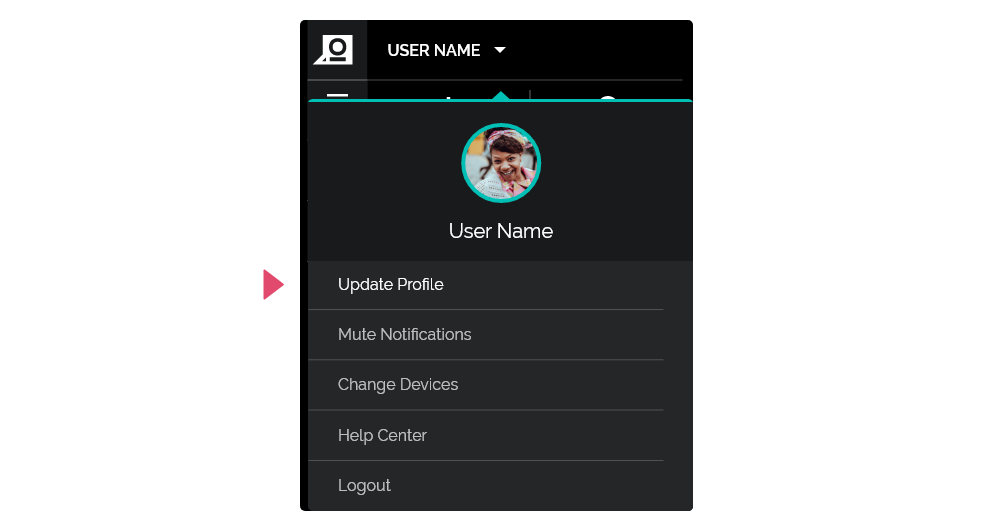 USER NAME
User Name
Update Profile
Mute Notifications
Change Devices
Help Center
Logout